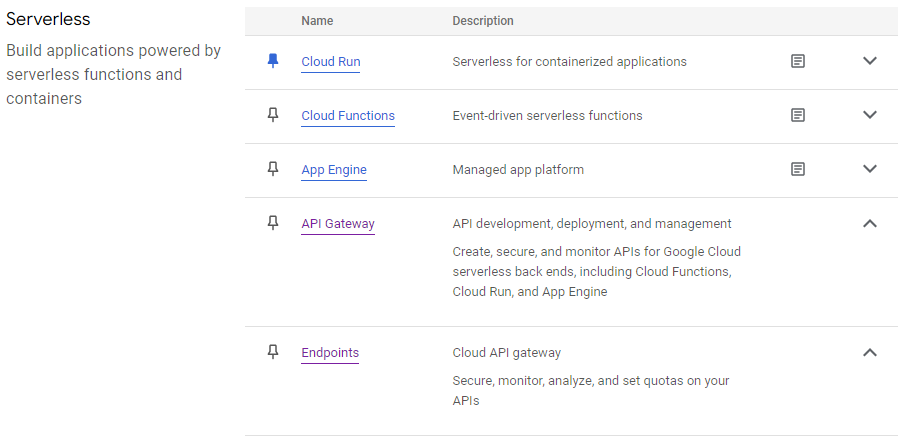 Serverless
Build applications powered by
serverless functions and
containers
Name Description
Cloud Run Serverless for containerized applications
Cloud Functions Event-driven serverless functions
App Engine Managed app platform
API Gateway API development, deployment, and management
Create, secure, and monitor APIs for Google Cloud
serverless back ends, including Cloud Functions,
Cloud Run, and App Engine
Endpoints Cloud API gateway
Secure, monitor, analyze, and set quotas on your
APIs